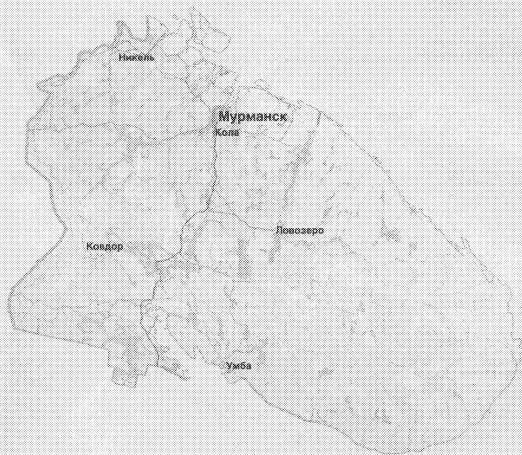 Никель
Мурманск
Кола
Ловозеро
Ковдор
Умба